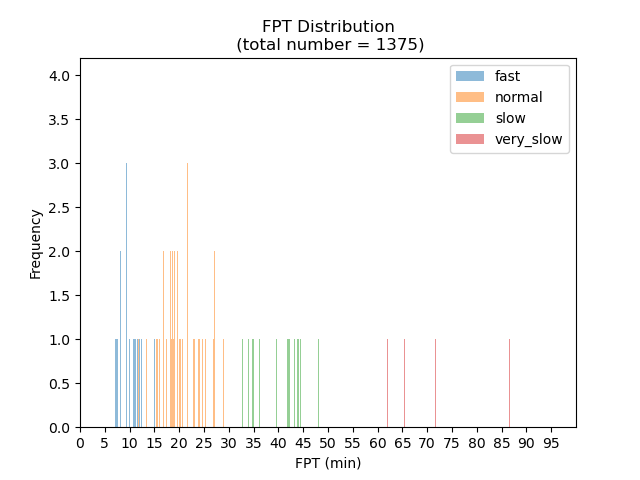 FPT Distribution
(total number = 1375)
fast
normal
slow
very_slow
Frequency
4.0
3.5
3.0
2.5
2.0
1.5
1.0
0.5
0.0
0 5 10 15 20 25 30 35 40 45 50 55 60 65 70 75 80 85 90 95
FPT (min)